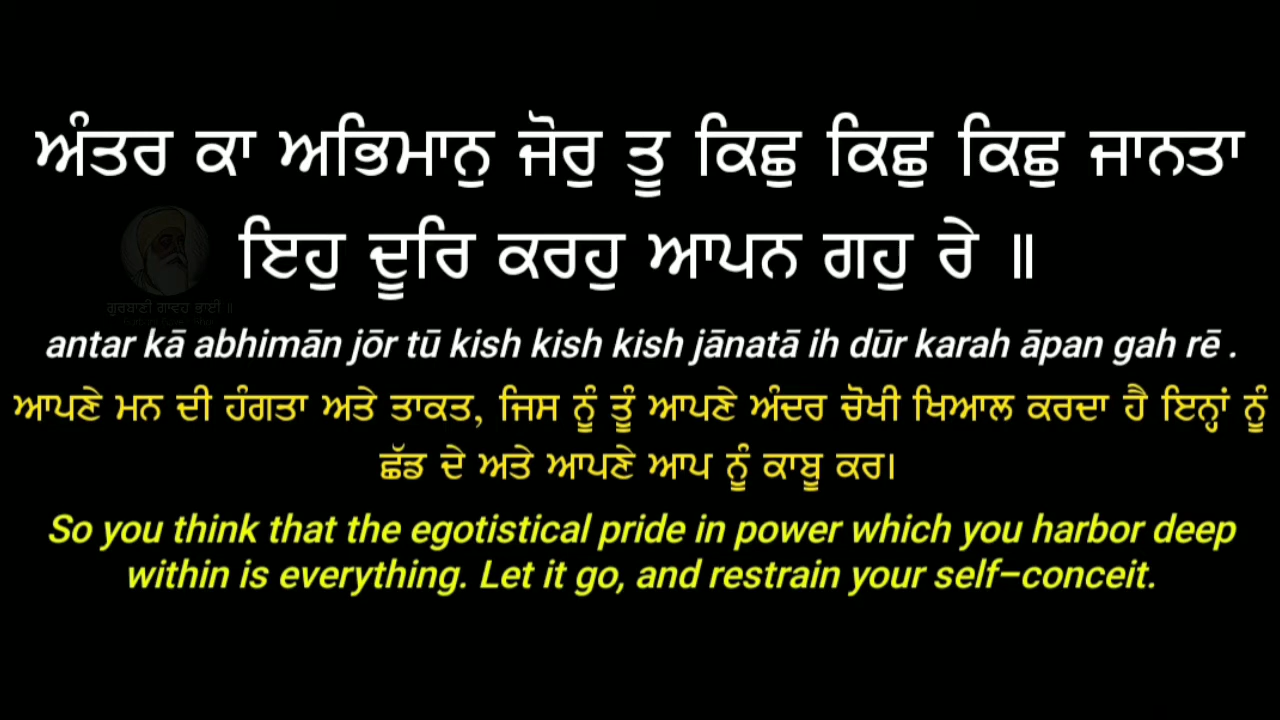 ਅੰਤਰ ਕਾ ਅਭਿਮਾਨੁ ਜੋਰੁ ਤੂ ਕਿਛੁ ਕਿਛੁ ਕਿਛੁ ਜਾਨਤਾ
ਇਹੁ ਦੂਰਿ ਕਰਹੁ ਆਪਨ ਗਹੁ ਰੇ ॥
ਗੁਰਬਾਣੀ ਗਾਵਹ ਭਾਈ ॥
antar kā abhimān jōr tū kish kish kish jānatā ih dūr karah āpan gah rē .
ਆਪਣੇ ਮਨ ਦੀ ਹੰਗਤਾ ਅਤੇ ਤਾਕਤ, ਜਿਸ ਨੂੰ ਤੂੰ ਆਪਣੇ ਅੰਦਰ ਚੋਖੀ ਖਿਆਲ ਕਰਦਾ ਹੈ ਇਨ੍ਹਾਂ ਨੂੰ
ਛੱਡ ਦੇ ਅਤੇ ਆਪਣੇ ਆਪ ਨੂੰ ਕਾਬੂ ਕਰ।
So you think that the egotistical pride in power which you harbor deep
within is everything. Let it go, and restrain your self–conceit.